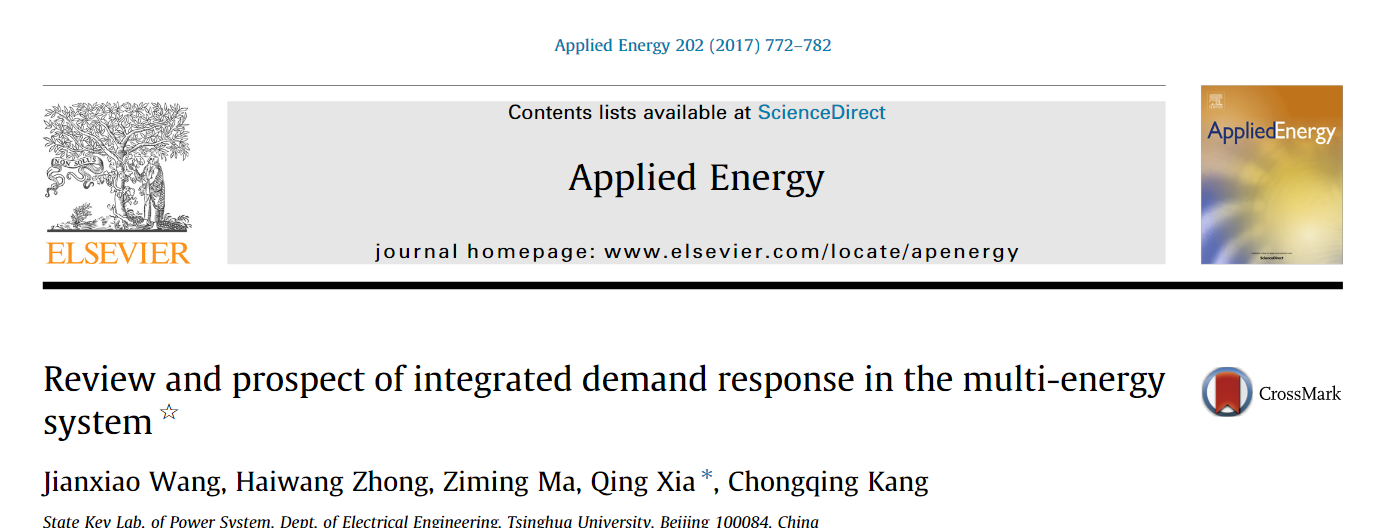 Applied Energy 202 (2017) 772–782
Contents lists available at ScienceDirect
Applied Energy
journal homepage: www.elsevier.com/locate/apenergy
NON SOLUS
ELSEVIER
AppliedEnergy
ScienceDirect
Review and prospect of integrated demand response in the multi-energy
system ☆
CrossMark
Jianxiao Wang, Haiwang Zhong, Ziming Ma, Qing Xia *, Chongqing Kang
State Key Lab. of Power System, Dept. of Electrical Engineering, Tsinghua University, Beijing 100084, China